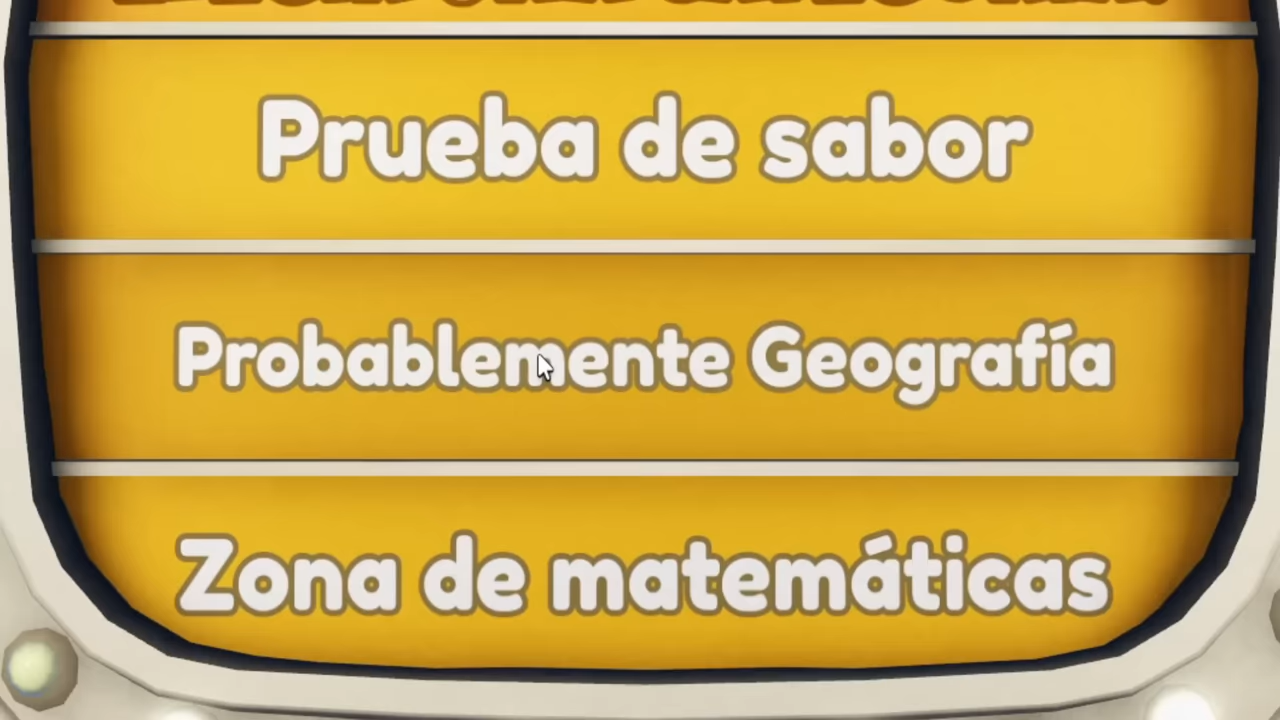 Prueba de sabor
Probablemente Geografía
Zona de matemáticas